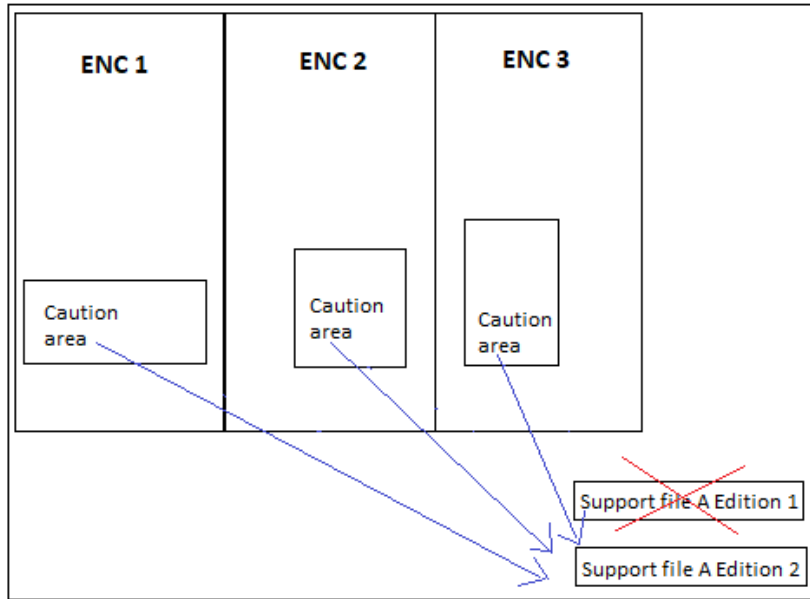 ENC 1
ENC 2
ENC 3
Caution
area
Caution
area
Caution
area
Support file A Edition 1
Support file A Edition 2